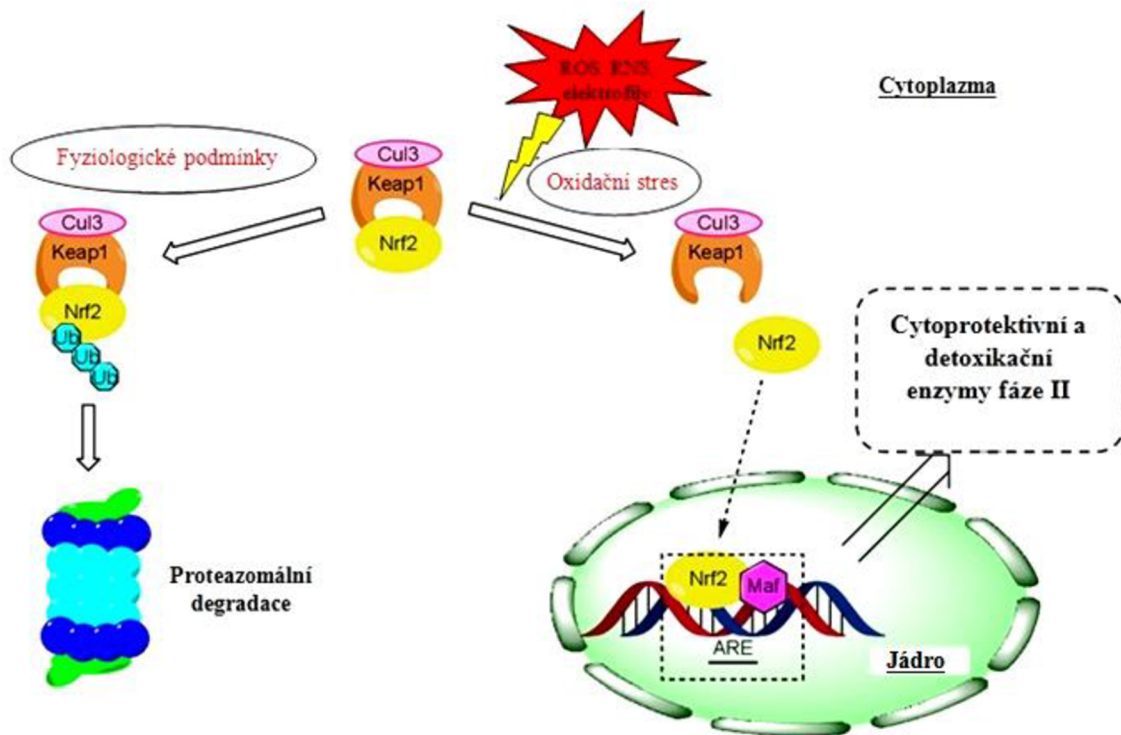 ROS, RNS,
elektrofily
Cytoplazma
Fyziologické podmínky
Cul3
Keap1
Nrf2
Oxidační stres
Cul3
Keap1
Nrf2
Ub
Ub
Ub
Cul3
Keap1
Nrf2
Cytoprotektivní a
detoxikační
enzymy fáze II
Proteazomální
degradace
Nrf2
Maf
ARE
Jádro